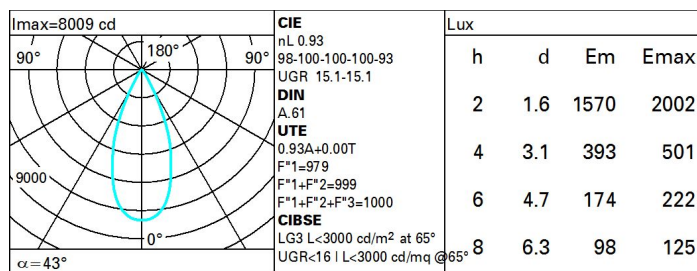 Imax=8009 cd
90°
180°
90°
9000
0°
α=43°
CIE
nL 0.93
98-100-100-100-93
UGR 15.1-15.1
DIN
A.61
UTE
0.93A+0.00T
F"1=979
F"1+F"2=999
F"1+F"2+F"3=1000
CIBSE
LG3 L<3000 cd/m² at 65°
UGR<16 | L<3000 cd/mq @65°
Lux
h d Em Emax
2 1.6 1570 2002
4 3.1 393 501
6 4.7 174 222
8 6.3 98 125